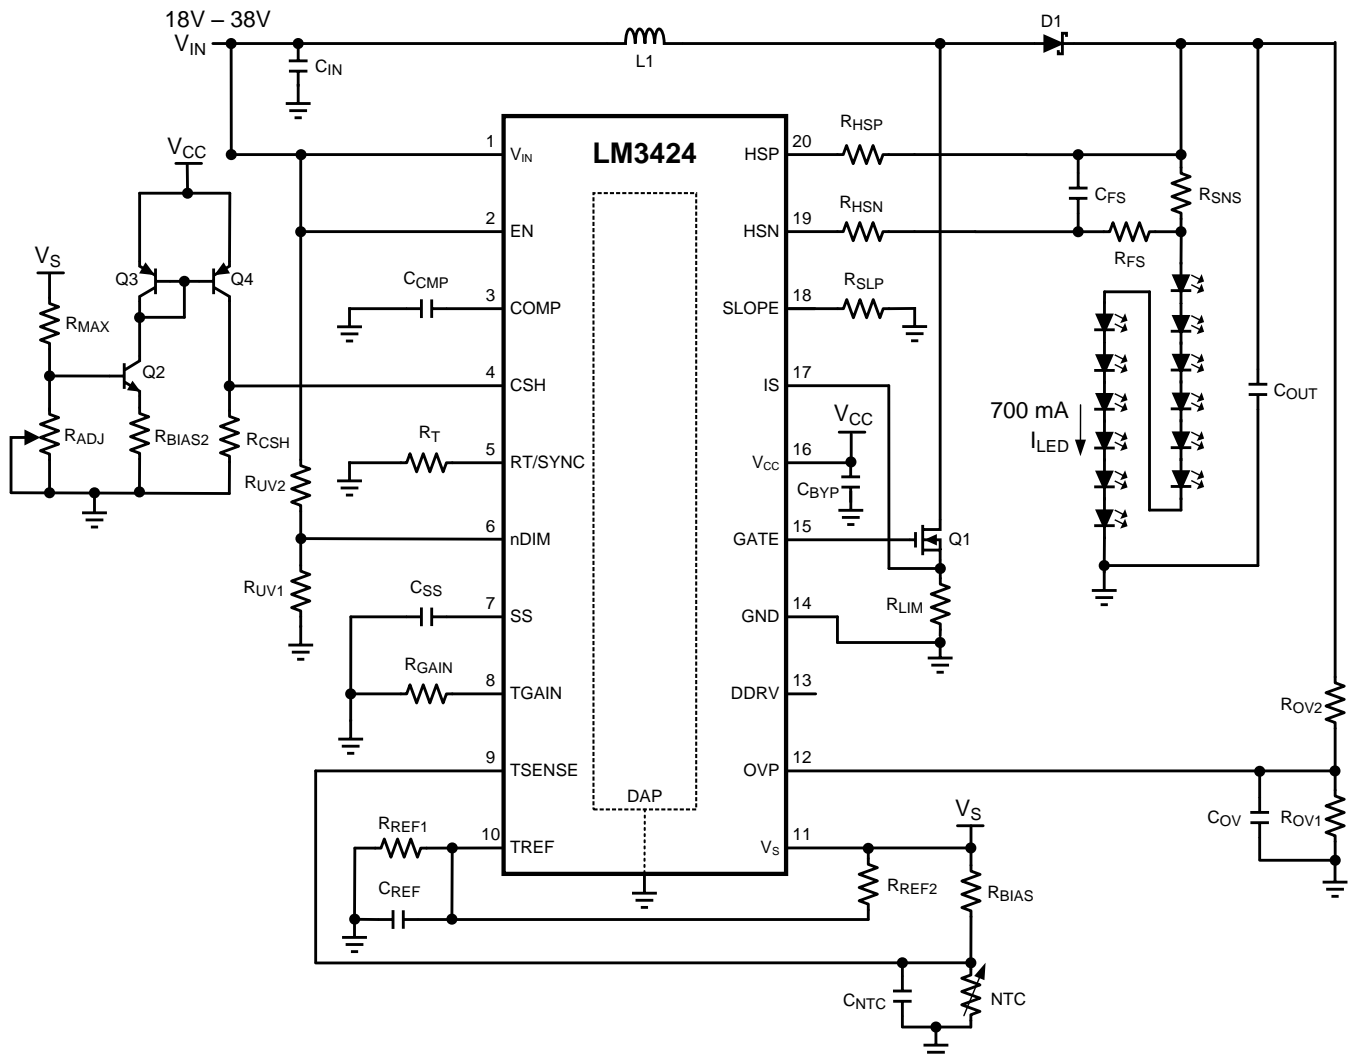 18V – 38V
VIN
CIN
L1
D1
LM3424
1
VIN
2
EN
3
COMP
4
CSH
5
RT/SYNC
6
nDIM
7
SS
8
TGAIN
9
TSENSE
10
TREF
20
HSP
19
HSN
18
SLOPE
17
IS
16
VCC
15
GATE
14
GND
13
DDRV
12
OVP
11
VS
DAP
VCC
Q3
Q4
VS
RMAX
Q2
RADJ
RBIAS2
RCSH
CCMP
RT
RUV2
RUV1
CSS
RGAIN
RREF1
CREF
RHSP
RHSN
CFS
RSNS
RFS
RSLP
VCC
CBYP
Q1
RLIM
700 mA
ILED
COUT
ROV2
COV
ROV1
VS
RREF2
RBIAS
CNTC
NTC